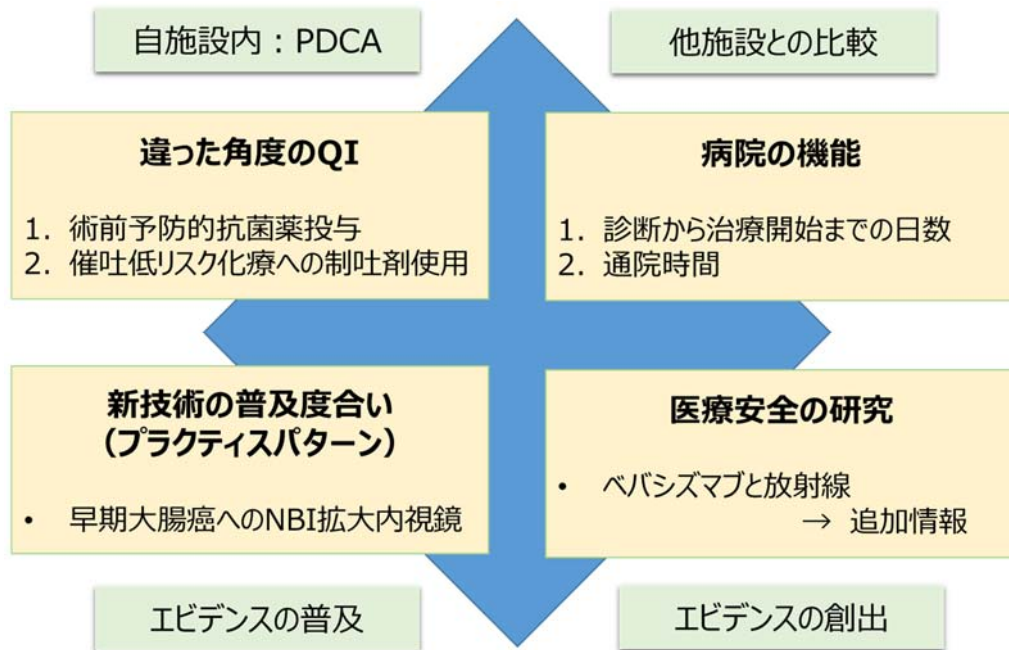 自施設内：PDCA
他施設との比較
違った角度のQI
1. 術前予防的抗菌薬投与
2. 催吐低リスク化療への制吐剤使用
病院の機能
1. 診断から治療開始までの日数
2. 通院時間
新技術の普及度合い
（プラクティスパターン）
• 早期大腸癌へのNBI拡大内視鏡
医療安全の研究
• ベバシズマブと放射線
→ 追加情報
エビデンスの普及
エビデンスの創出